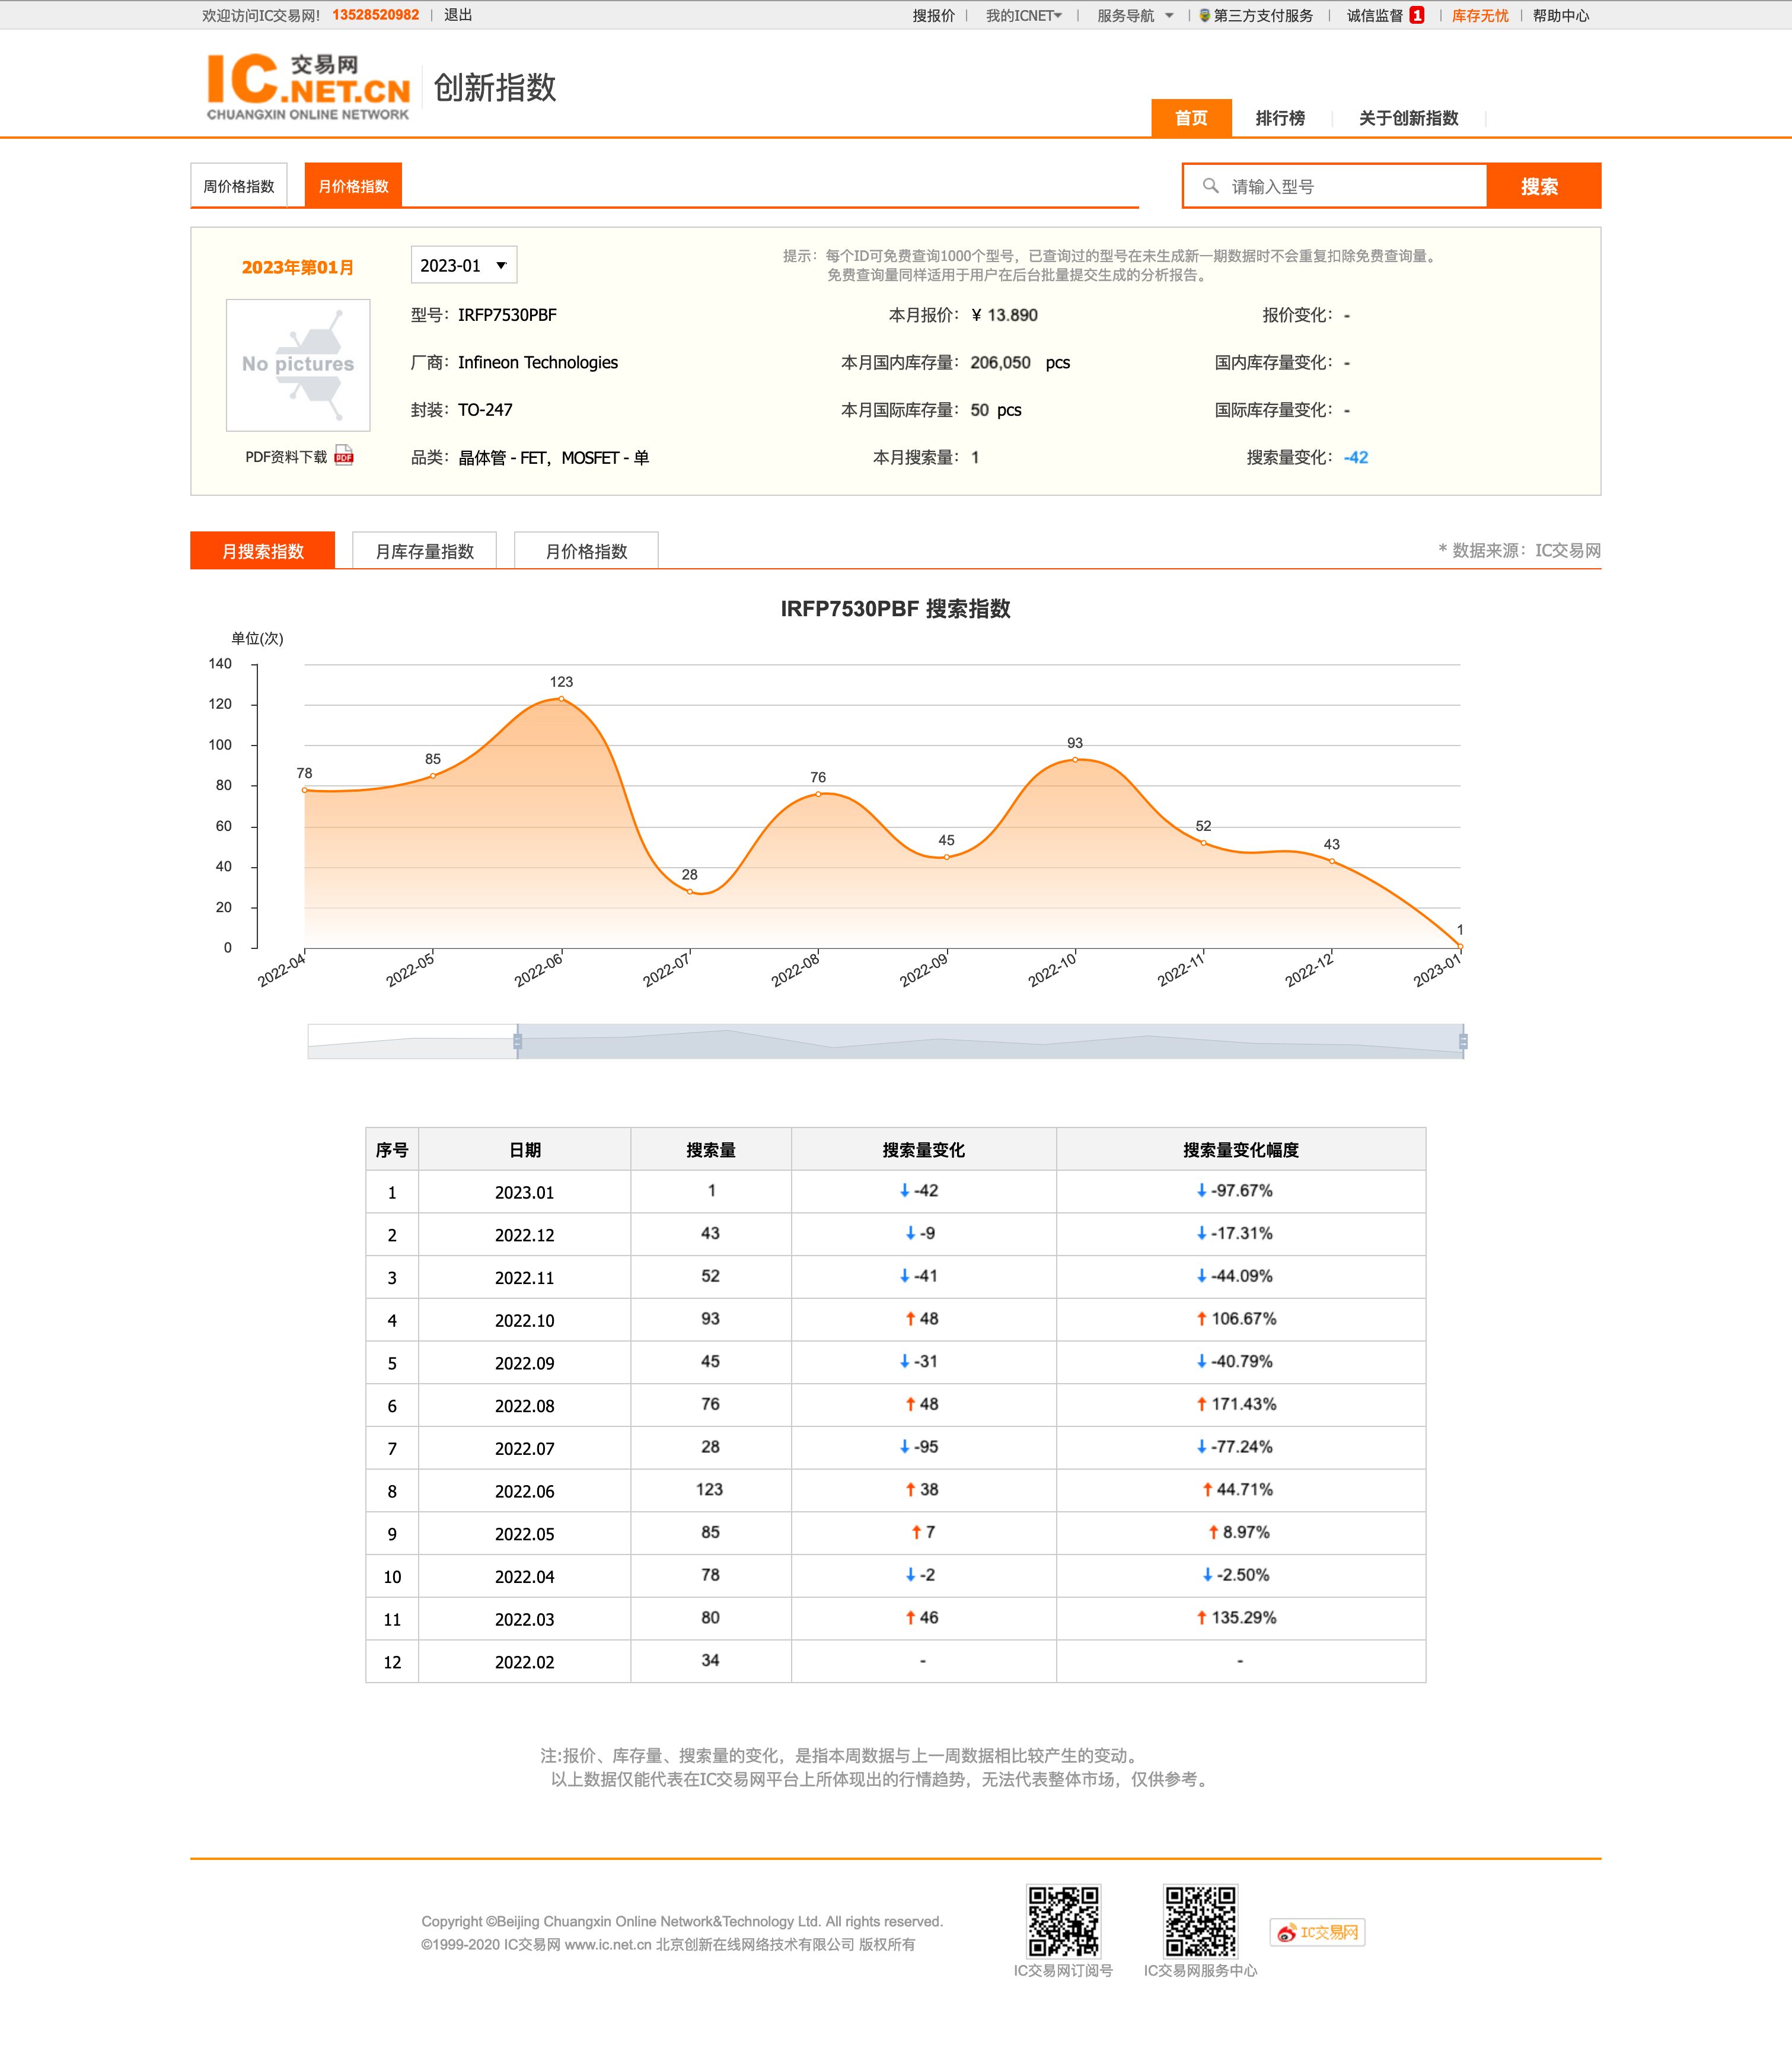 欢迎访问IC交易网! 13528520982 | 退出 搜报价 | 我的ICNET | 服务导航 | 第三方支付服务 | 诚信监督 1 | 库存无忧 | 帮助中心
IC交易网.NET.CN 创新指数
CHUANGXIN ONLINE NETWORK
首页 排行榜 关于创新指数
周价格指数 月价格指数 请输入型号 搜索
2023年第01月 2023-01 提示：每个ID可免费查询1000个型号，已查询过的型号在未生成新一期数据时不会重复扣除免费查询量。
免费查询量同样适用于用户在后台批量提交生成的分析报告。
型号：IRFP7530PBF 本月报价：¥ 13.890 报价变化：-
No pictures 厂商：Infineon Technologies 本月国内库存量：206,050 pcs 国内库存量变化：-
封装：TO-247 本月国际库存量：50 pcs 国际库存量变化：-
PDF资料下载 PDF 品类：晶体管 - FET，MOSFET - 单 本月搜索量：1 搜索量变化：-42
月搜索指数 月库存量指数 月价格指数 * 数据来源：IC交易网
IRFP7530PBF 搜索指数
单位(次)
140
120
100
80
60
40
20
0
78 85 123 28 76 45 93 52 43 1
2022-04 2022-05 2022-06 2022-07 2022-08 2022-09 2022-10 2022-11 2022-12 2023-01
序号 日期 搜索量 搜索量变化 搜索量变化幅度
1 2023.01 1 ↓-42 ↓-97.67%
2 2022.12 43 ↓-9 ↓-17.31%
3 2022.11 52 ↓-41 ↓-44.09%
4 2022.10 93 ↑48 ↑106.67%
5 2022.09 45 ↓-31 ↓-40.79%
6 2022.08 76 ↑48 ↑171.43%
7 2022.07 28 ↓-95 ↓-77.24%
8 2022.06 123 ↑38 ↑44.71%
9 2022.05 85 ↑7 ↑8.97%
10 2022.04 78 ↓-2 ↓-2.50%
11 2022.03 80 ↑46 ↑135.29%
12 2022.02 34 - -
注:报价、库存量、搜索量的变化，是指本周数据与上一周数据相比较产生的变动。
以上数据仅能代表在IC交易网平台上所体现出的行情趋势，无法代表整体市场，仅供参考。
Copyright ©Beijing Chuangxin Online Network&Technology Ltd. All rights reserved.
©1999-2020 IC交易网 www.ic.net.cn 北京创新在线网络技术有限公司 版权所有
IC交易网订阅号 IC交易网服务中心 IC交易网